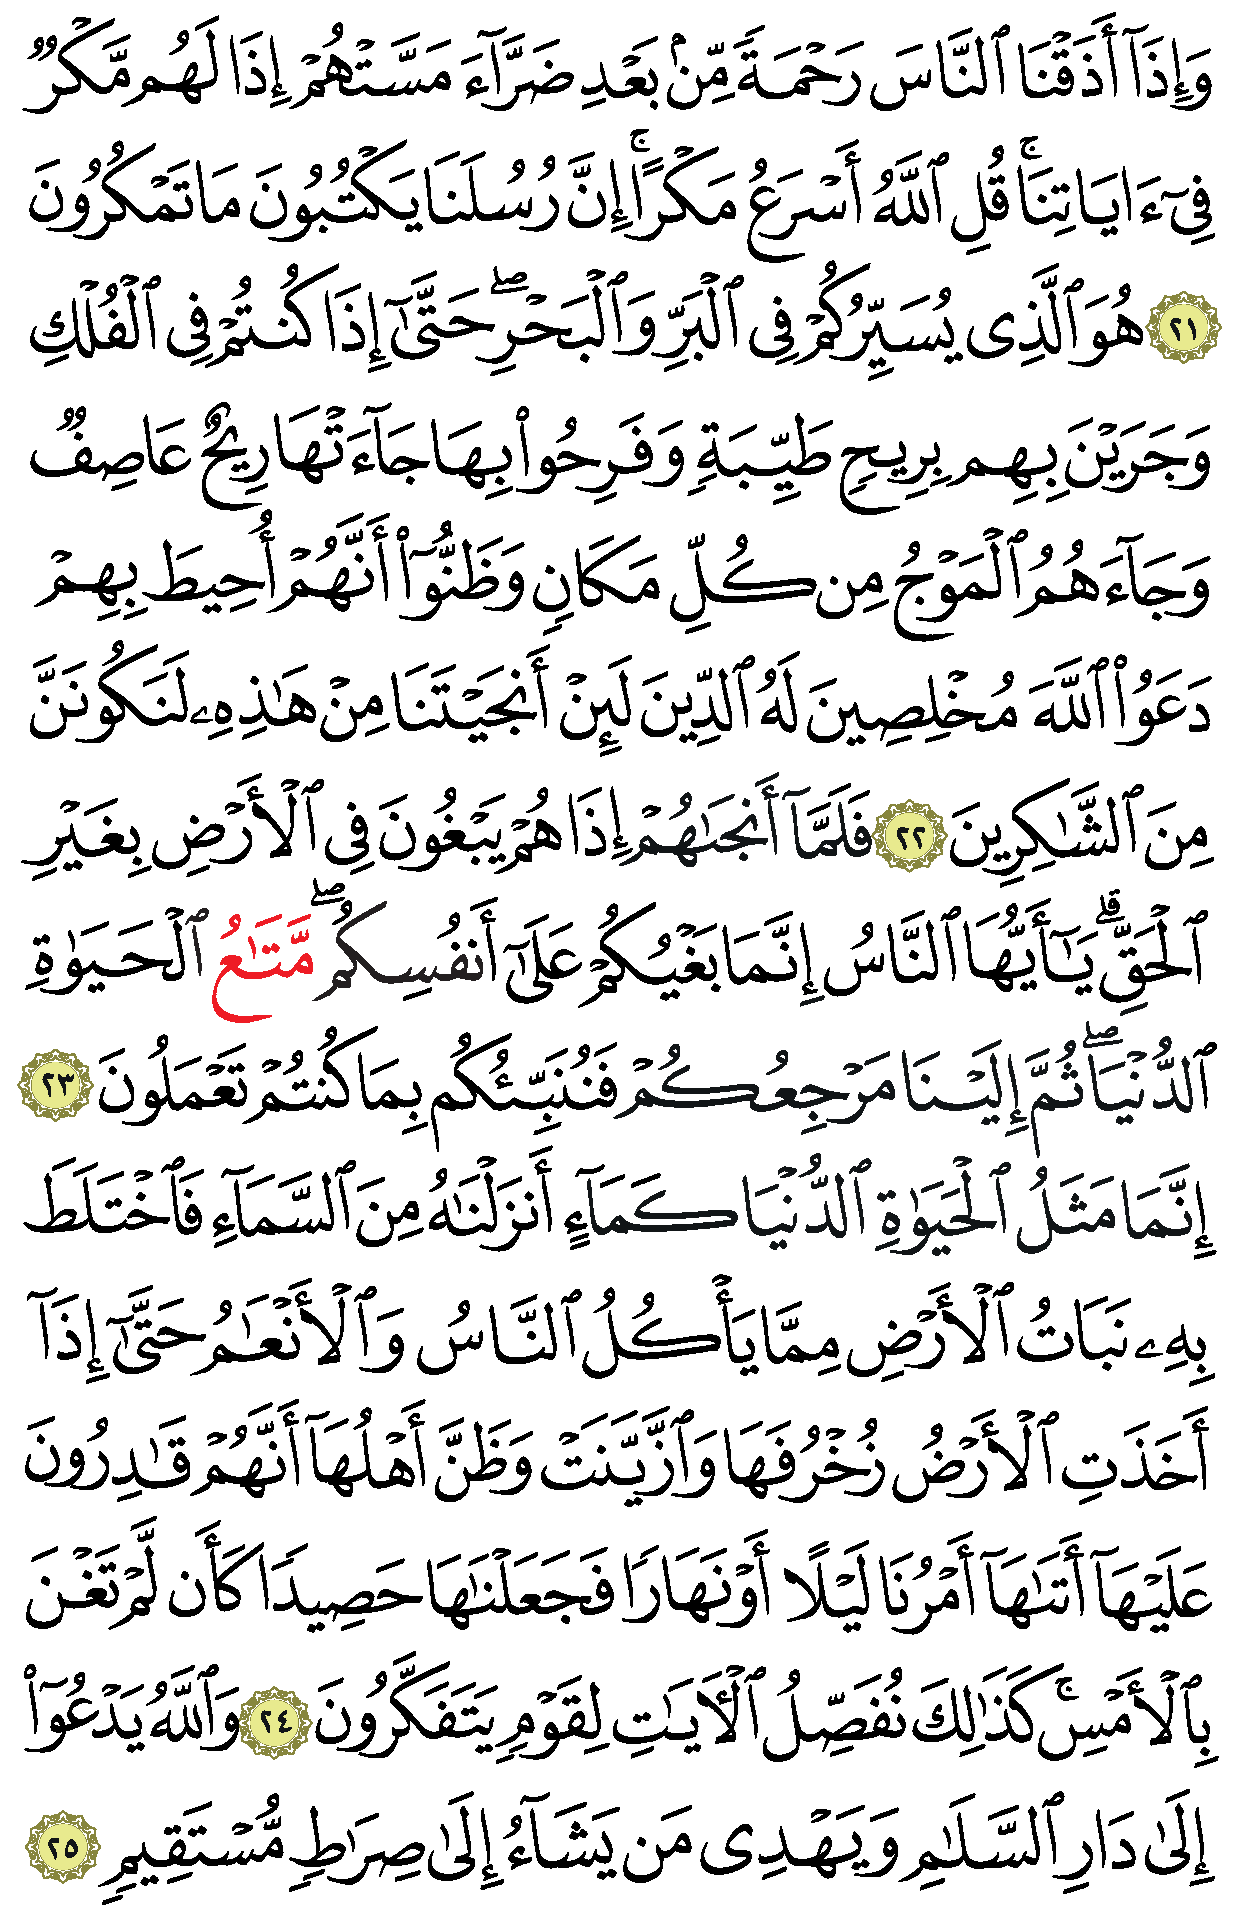 وَإِذَآ أَذَقۡنَا ٱلنَّاسَ رَحۡمَةٗ مِّنۢ بَعۡدِ ضَرَّآءَ مَسَّتۡهُمۡ إِذَا لَهُم مَّكۡرٞ
فِيٓ ءَايَاتِنَاۚ قُلِ ٱللَّهُ أَسۡرَعُ مَكۡرًاۚ إِنَّ رُسُلَنَا يَكۡتُبُونَ مَا تَمۡكُرُونَ
٢١ هُوَ ٱلَّذِي يُسَيِّرُكُمۡ فِي ٱلۡبَرِّ وَٱلۡبَحۡرِۖ حَتَّىٰٓ إِذَا كُنتُمۡ فِي ٱلۡفُلۡكِ
وَجَرَيۡنَ بِهِم بِرِيحٖ طَيِّبَةٖ وَفَرِحُواْ بِهَا جَآءَتۡهَا رِيحٌ عَاصِفٞ
وَجَآءَهُمُ ٱلۡمَوۡجُ مِن كُلِّ مَكَانٖ وَظَنُّوٓاْ أَنَّهُمۡ أُحِيطَ بِهِمۡ
دَعَوُاْ ٱللَّهَ مُخۡلِصِينَ لَهُ ٱلدِّينَ لَئِنۡ أَنجَيۡتَنَا مِنۡ هَٰذِهِۦ لَنَكُونَنَّ
مِنَ ٱلشَّٰكِرِينَ ٢٢ فَلَمَّآ أَنجَىٰهُمۡ إِذَا هُمۡ يَبۡغُونَ فِي ٱلۡأَرۡضِ بِغَيۡرِ
ٱلۡحَقِّۗ يَٰٓأَيُّهَا ٱلنَّاسُ إِنَّمَا بَغۡيُكُمۡ عَلَىٰٓ أَنفُسِكُمۖ مَّتَٰعُ ٱلۡحَيَوٰةِ
ٱلدُّنۡيَاۖ ثُمَّ إِلَيۡنَا مَرۡجِعُكُمۡ فَنُنَبِّئُكُم بِمَا كُنتُمۡ تَعۡمَلُونَ ٢٣
إِنَّمَا مَثَلُ ٱلۡحَيَوٰةِ ٱلدُّنۡيَا كَمَآءٍ أَنزَلۡنَٰهُ مِنَ ٱلسَّمَآءِ فَٱخۡتَلَطَ
بِهِۦ نَبَاتُ ٱلۡأَرۡضِ مِمَّا يَأۡكُلُ ٱلنَّاسُ وَٱلۡأَنۡعَٰمُ حَتَّىٰٓ إِذَآ
أَخَذَتِ ٱلۡأَرۡضُ زُخۡرُفَهَا وَٱزَّيَّنَتۡ وَظَنَّ أَهۡلُهَآ أَنَّهُمۡ قَٰدِرُونَ
عَلَيۡهَآ أَتَىٰهَآ أَمۡرُنَا لَيۡلًا أَوۡ نَهَارٗا فَجَعَلۡنَٰهَا حَصِيدٗا كَأَن لَّمۡ تَغۡنَ
بِٱلۡأَمۡسِۚ كَذَٰلِكَ نُفَصِّلُ ٱلۡأٓيَٰتِ لِقَوۡمٖ يَتَفَكَّرُونَ ٢٤ وَٱللَّهُ يَدۡعُوٓاْ
إِلَىٰ دَارِ ٱلسَّلَٰمِ وَيَهۡدِي مَن يَشَآءُ إِلَىٰ صِرَٰطٖ مُّسۡتَقِيمٖ ٢٥